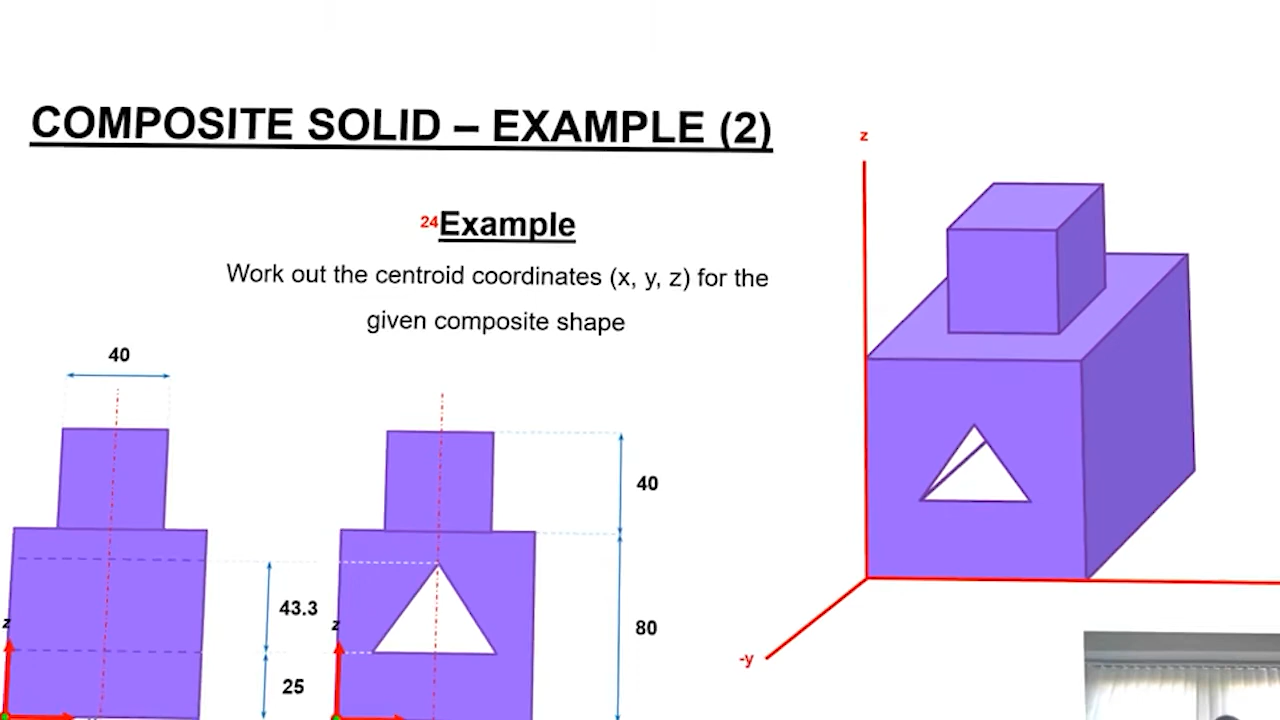 COMPOSITE SOLID – EXAMPLE (2)
24Example
Work out the centroid coordinates (x, y, z) for the
given composite shape
40
z
-y
40
80
43.3
25
z
z